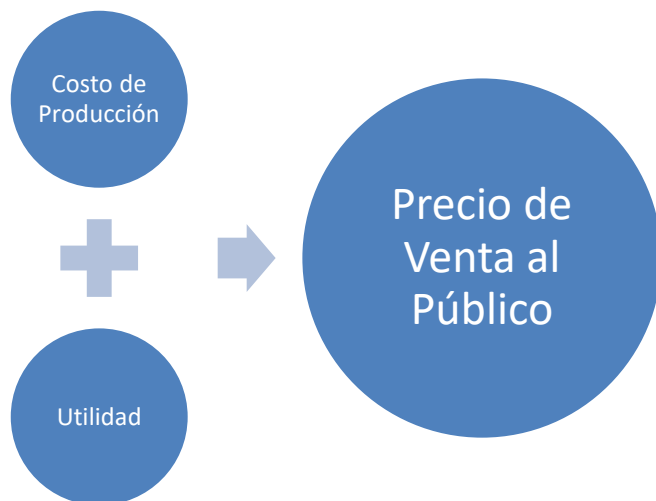 Costo de
Producción
Utilidad
Precio de
Venta al
Público